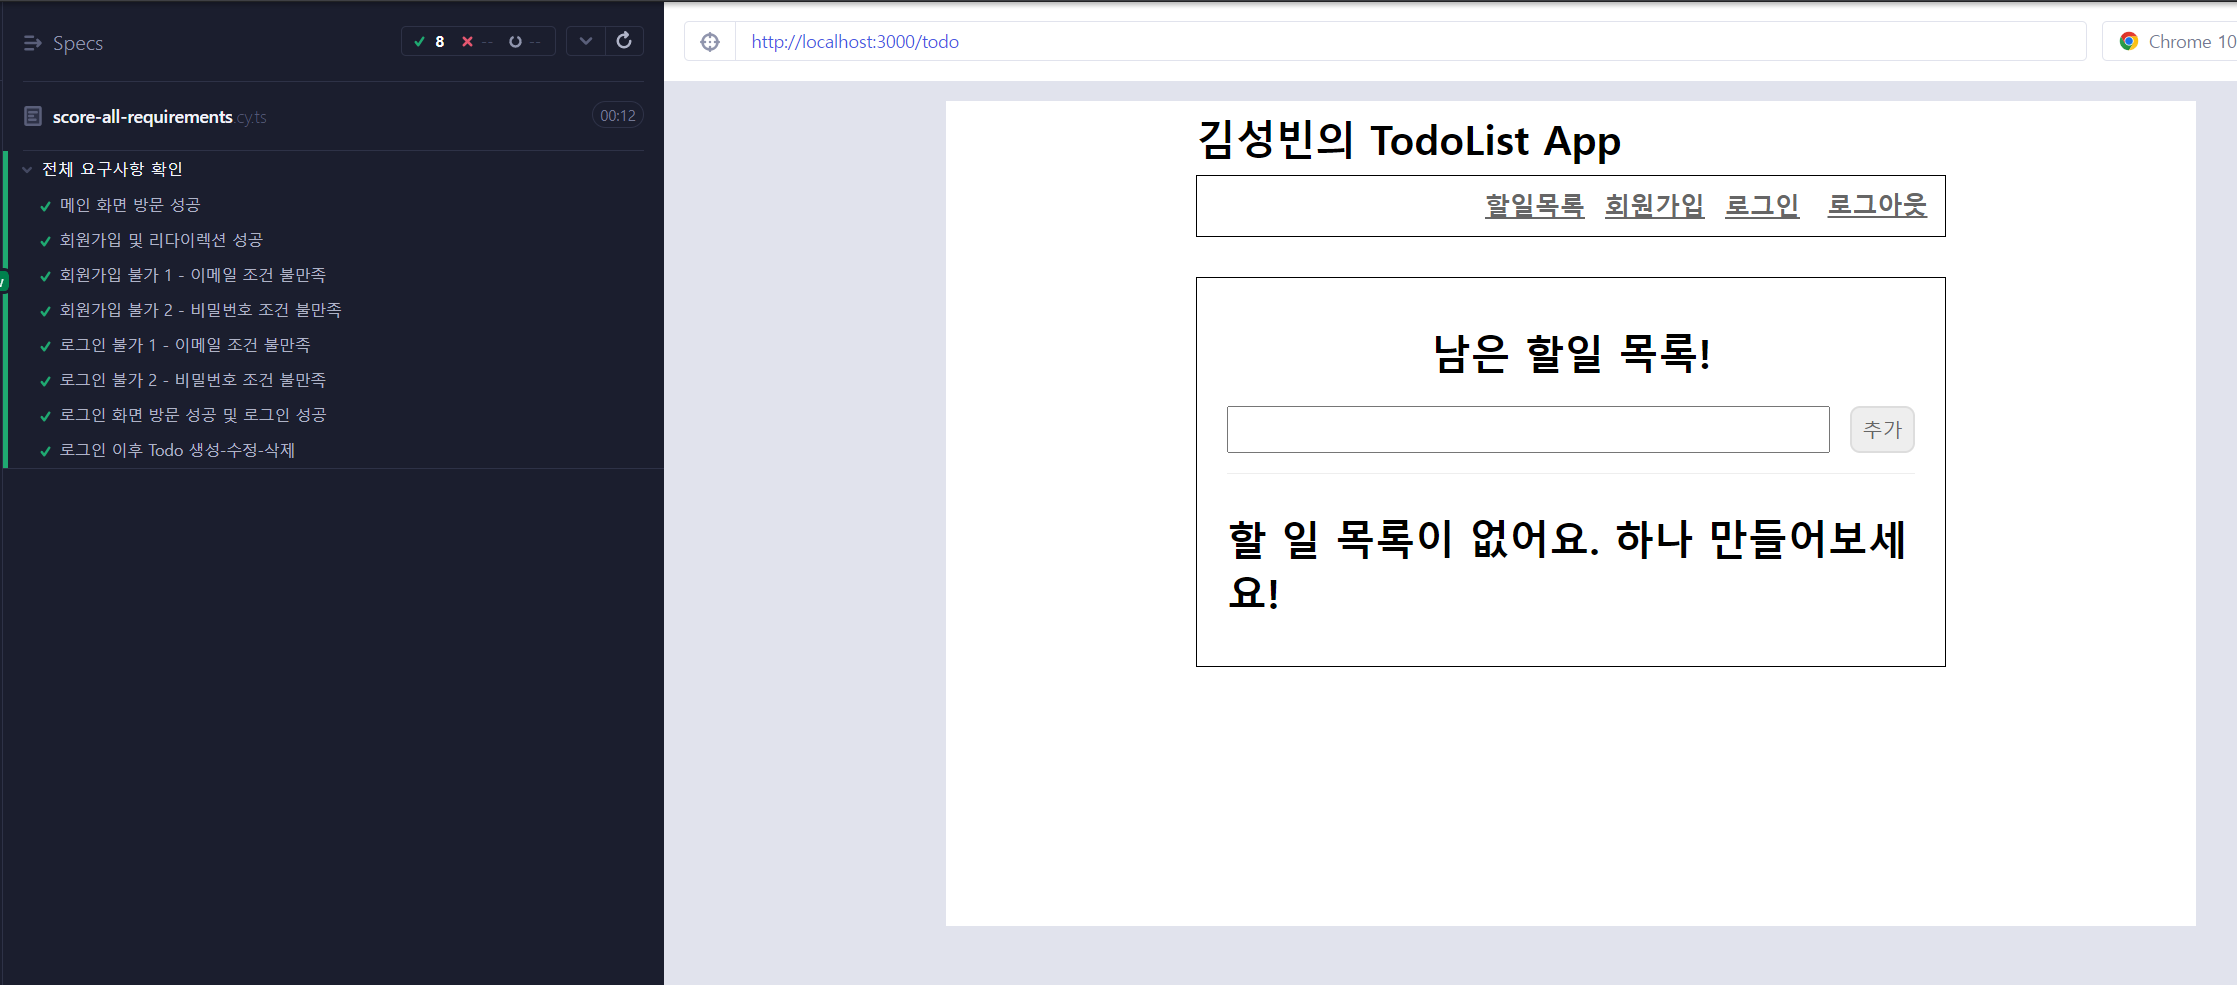 Specs
8 -- --
score-all-requirements cy.ts
00:12
전체 요구사항 확인
메인 화면 방문 성공
회원가입 및 리다이렉션 성공
회원가입 불가 1 - 이메일 조건 불만족
회원가입 불가 2 - 비밀번호 조건 불만족
로그인 불가 1 - 이메일 조건 불만족
로그인 불가 2 - 비밀번호 조건 불만족
로그인 화면 방문 성공 및 로그인 성공
로그인 이후 Todo 생성-수정-삭제
http://localhost:3000/todo
Chrome 10
김성빈의 TodoList App
할일목록 회원가입 로그인 로그아웃
남은 할일 목록!
추가
할 일 목록이 없어요. 하나 만들어보세
요!